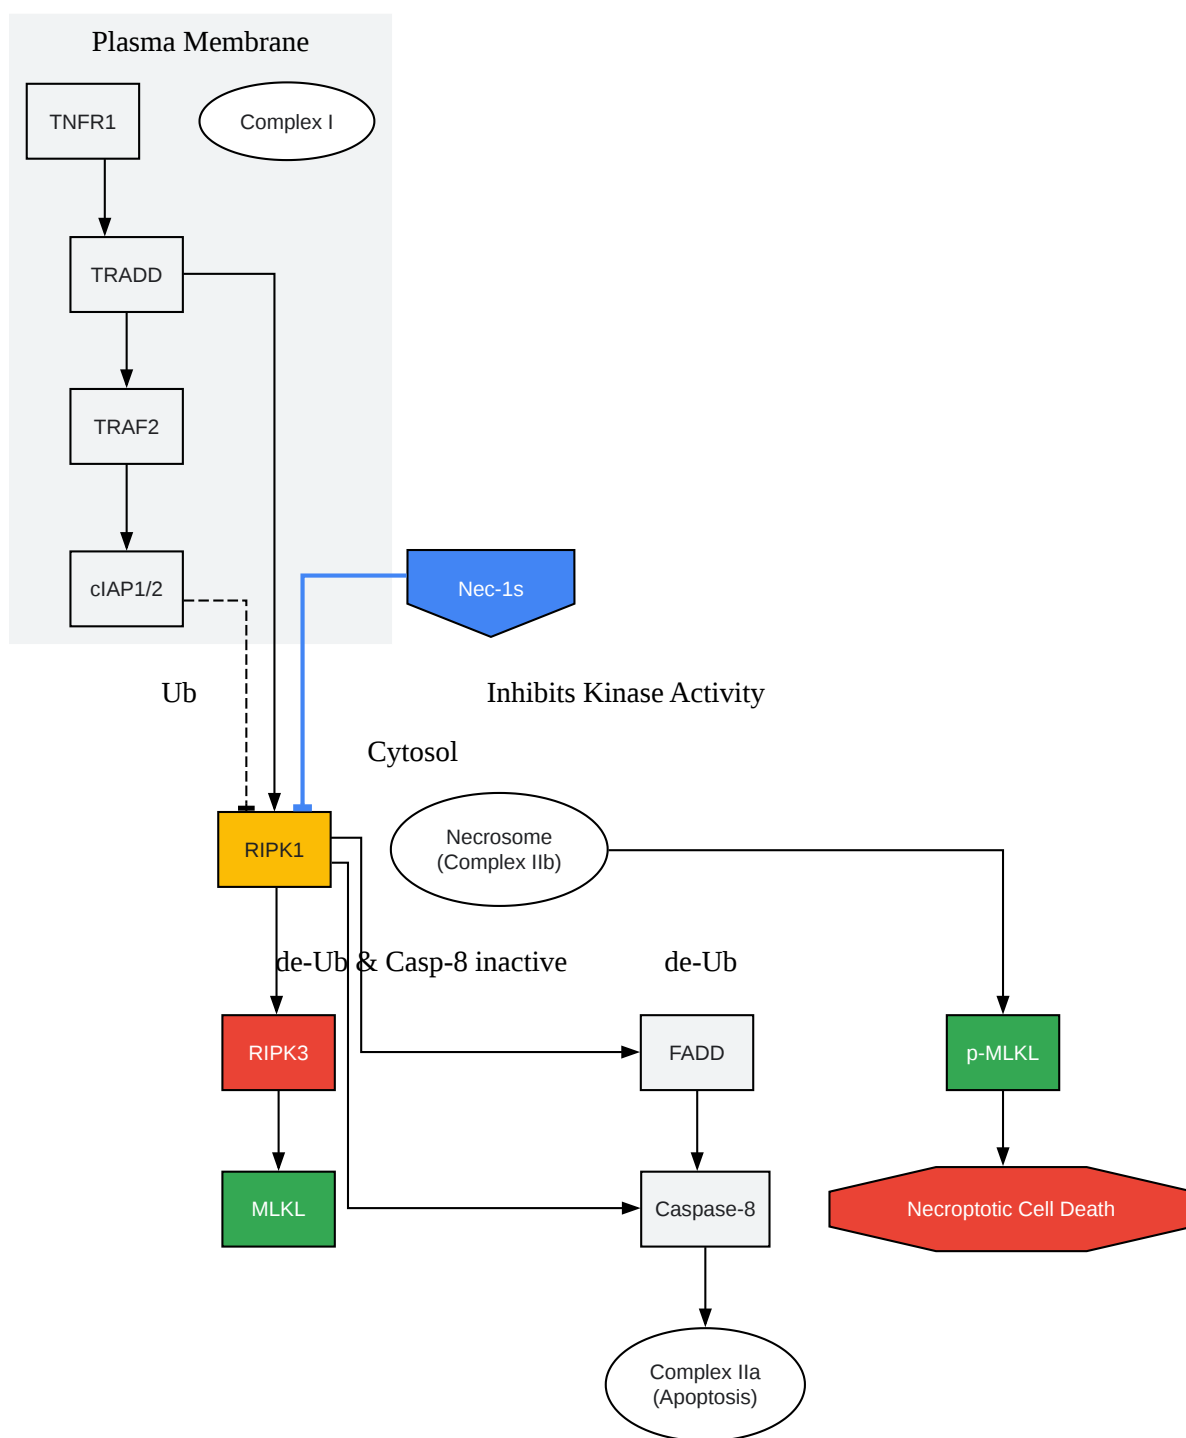 Plasma Membrane
TNFR1
Complex I
TRADD
TRAF2
cIAP1/2
Nec-1s
Ub
Inhibits Kinase Activity
Cytosol
RIPK1
Necrosome
(Complex IIb)
de-Ub & Casp-8 inactive
de-Ub
RIPK3
FADD
p-MLKL
MLKL
Caspase-8
Necroptotic Cell Death
Complex IIa
(Apoptosis)